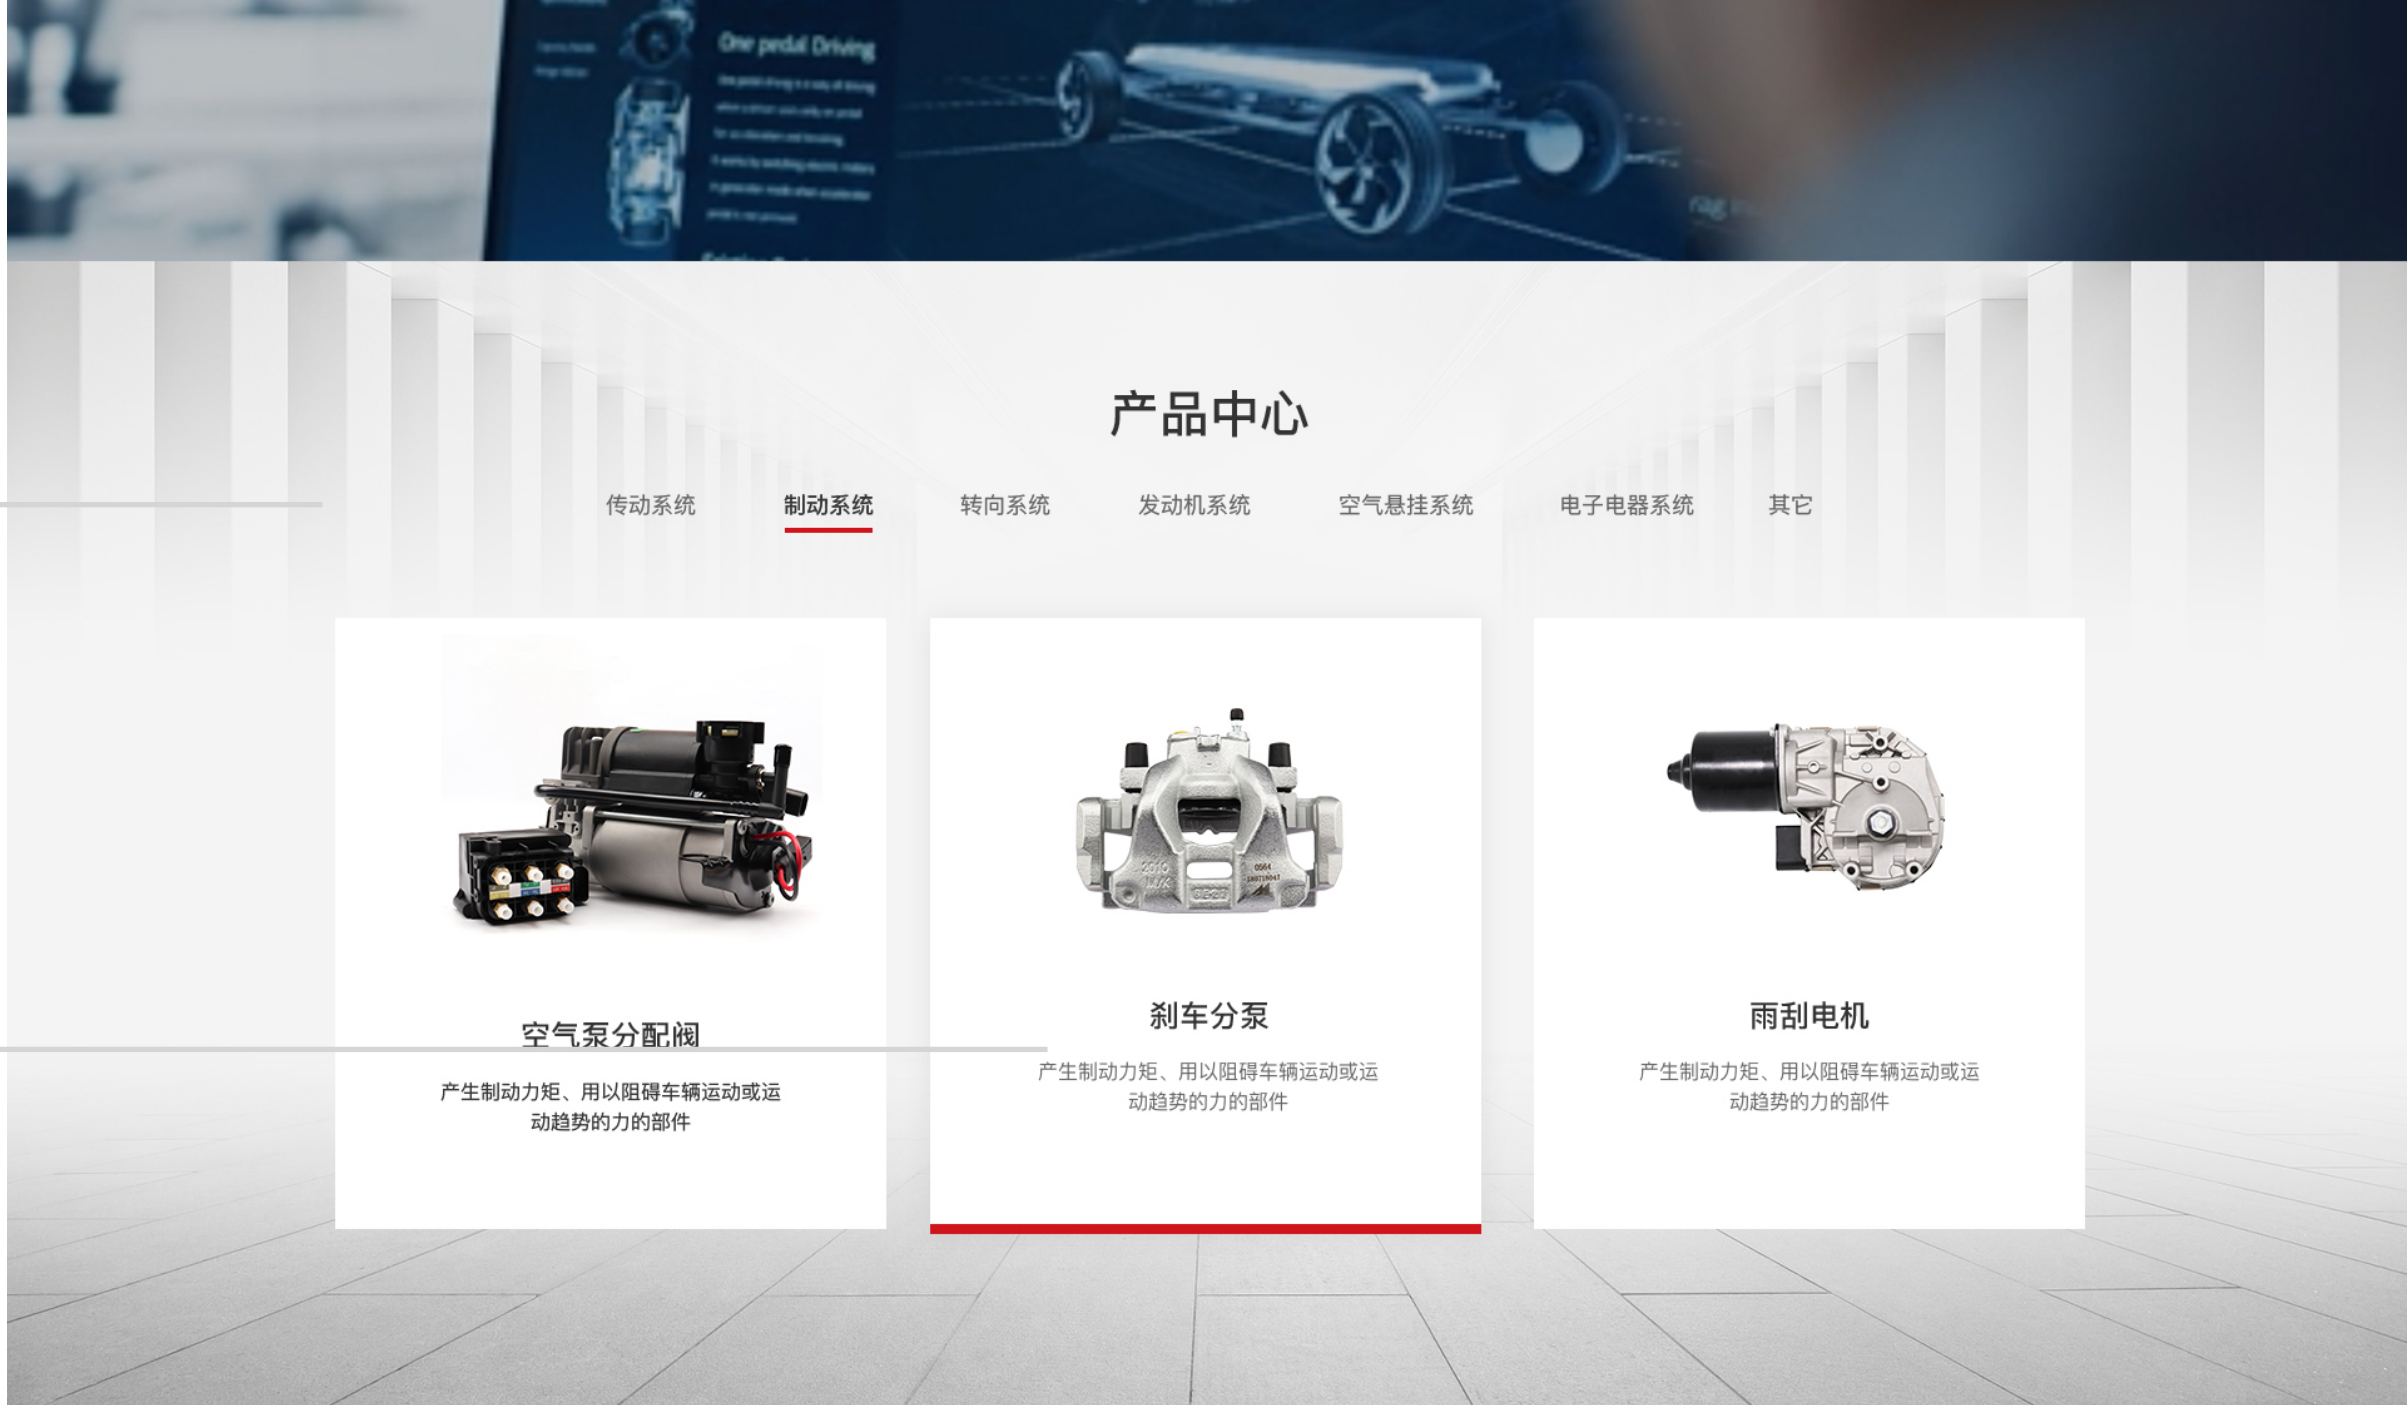 One pedal Driving
产品中心
传动系统 制动系统 转向系统 发动机系统 空气悬挂系统 电子电器系统 其它
空气泵分配阀
产生制动力矩、用以阻碍车辆运动或运
动趋势的力的部件
刹车分泵
产生制动力矩、用以阻碍车辆运动或运
动趋势的力的部件
雨刮电机
产生制动力矩、用以阻碍车辆运动或运
动趋势的力的部件